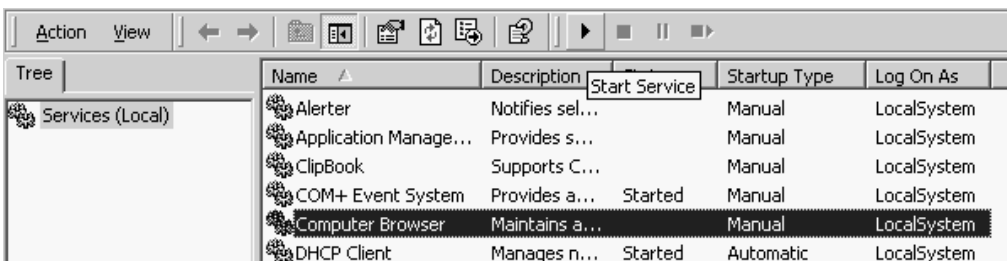 Action View
Tree
Name Description Startup Type Log On As
Start Service
Services (Local)
Alerter Notifies sel... Manual LocalSystem
Application Manage... Provides s... Manual LocalSystem
ClipBook Supports C... Manual LocalSystem
COM+ Event System Provides a... Started Manual LocalSystem
Computer Browser Maintains a... Manual LocalSystem
DHCP Client Manages n... Started Automatic LocalSystem